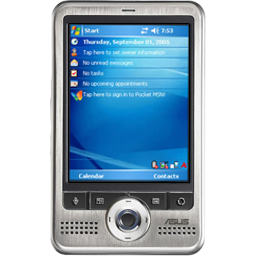 Start 7:53
Thursday, September 01, 2005
Tap here to set owner information
No unread messages
No tasks
No upcoming appointments
Tap here to sign in to Pocket MSN!
Calendar Contacts
ASUS